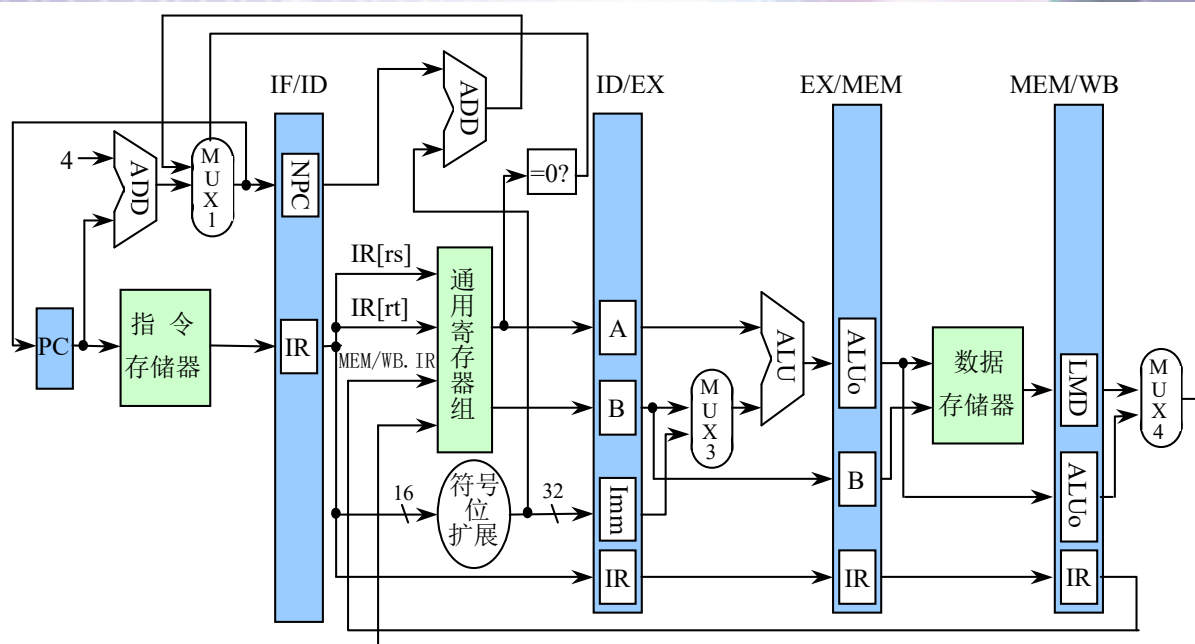 IF/ID
ID/EX
EX/MEM
MEM/WB
4
ADD
MUX1
NPC
ADD
=0?
IR[rs]
IR[rt]
MEM/WB.IR
PC
指令
存储器
IR
通用寄存器组
A
B
MUX3
ALU
ALUo
B
数据
存储器
LMD
ALUo
MUX4
16
符号
位
扩展
32
Imm
IR
IR
IR